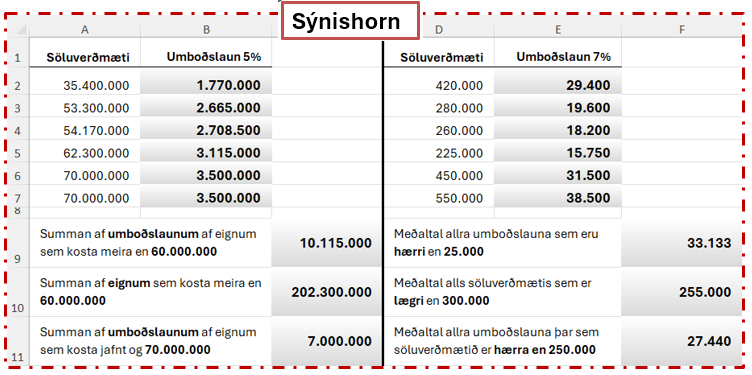 Sýnishorn
A B D E F
1 Söluverðmæti Umboðslaun 5% Söluverðmæti Umboðslaun 7%
2 35.400.000 1.770.000 420.000 29.400
3 53.300.000 2.665.000 280.000 19.600
4 54.170.000 2.708.500 260.000 18.200
5 62.300.000 3.115.000 225.000 15.750
6 70.000.000 3.500.000 450.000 31.500
7 70.000.000 3.500.000 550.000 38.500
8
Summan af umboðslaunum af eignum
sem kosta meira en 60.000.000
10.115.000
Meðaltal allra umboðslauna sem eru
hærri en 25.000
33.133
9
Summan af eignum sem kosta meira en
60.000.000
202.300.000
Meðaltal alls söluverðmætis sem er
lægri en 300.000
255.000
10
Summan af umboðslaunum af eignum
sem kosta jafnt og 70.000.000
7.000.000
Meðaltal allra umboðslauna þar sem
söluverðmætið er hærra en 250.000
27.440
11